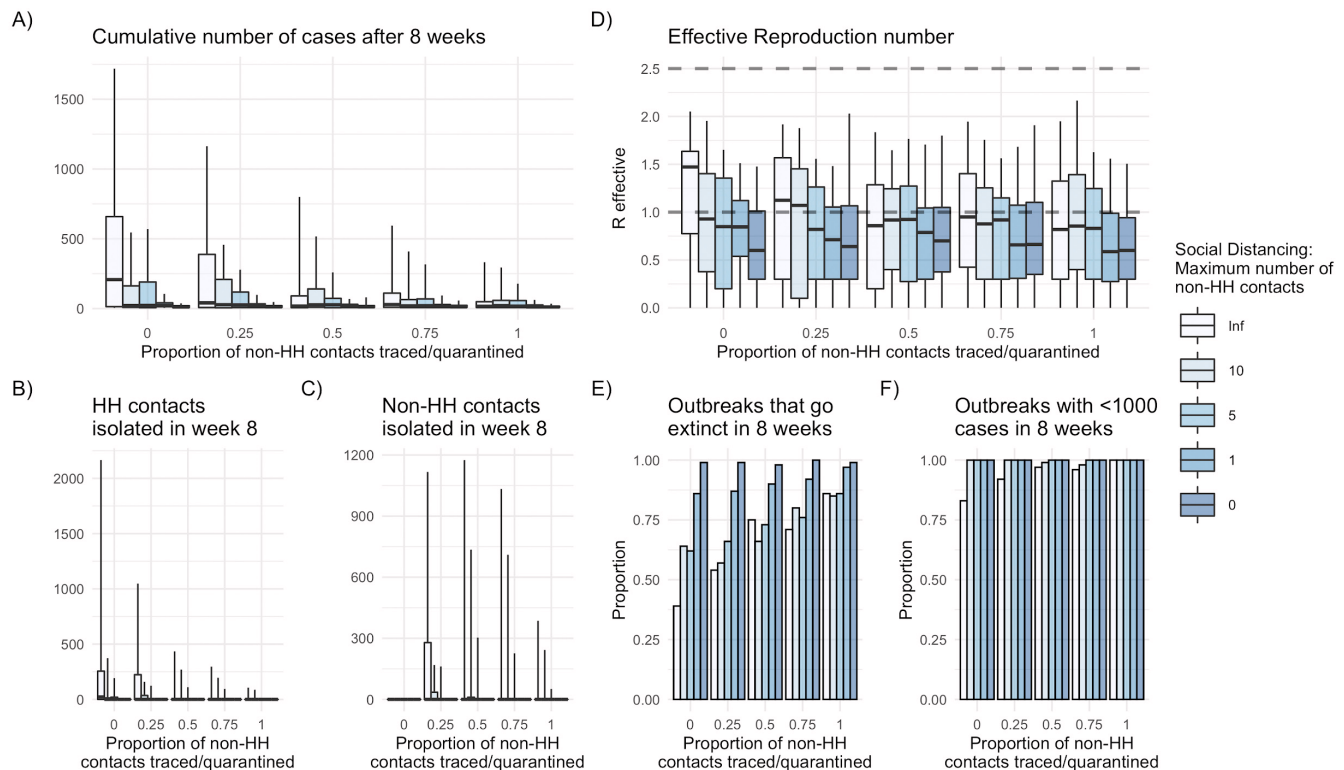 A)
Cumulative number of cases after 8 weeks
1500
1000
500
0
0 0.25 0.5 0.75 1
Proportion of non-HH contacts traced/quarantined
D)
Effective Reproduction number
R effective
2.5
2.0
1.5
1.0
0.5
0.0
0 0.25 0.5 0.75 1
Proportion of non-HH contacts traced/quarantined
Social Distancing:
Maximum number of
non-HH contacts
Inf
10
5
1
0
B)
HH contacts
isolated in week 8
2000
1500
1000
500
0
0 0.25 0.5 0.75 1
Proportion of non-HH
contacts traced/quarantined
C)
Non-HH contacts
isolated in week 8
1200
900
600
300
0
0 0.25 0.5 0.75 1
Proportion of non-HH
contacts traced/quarantined
E)
Outbreaks that go
extinct in 8 weeks
Proportion
1.00
0.75
0.50
0.25
0.00
0 0.25 0.5 0.75 1
Proportion of non-HH
contacts traced/quarantined
F)
Outbreaks with <1000
cases in 8 weeks
Proportion
1.00
0.75
0.50
0.25
0.00
0 0.25 0.5 0.75 1
Proportion of non-HH
contacts traced/quarantined